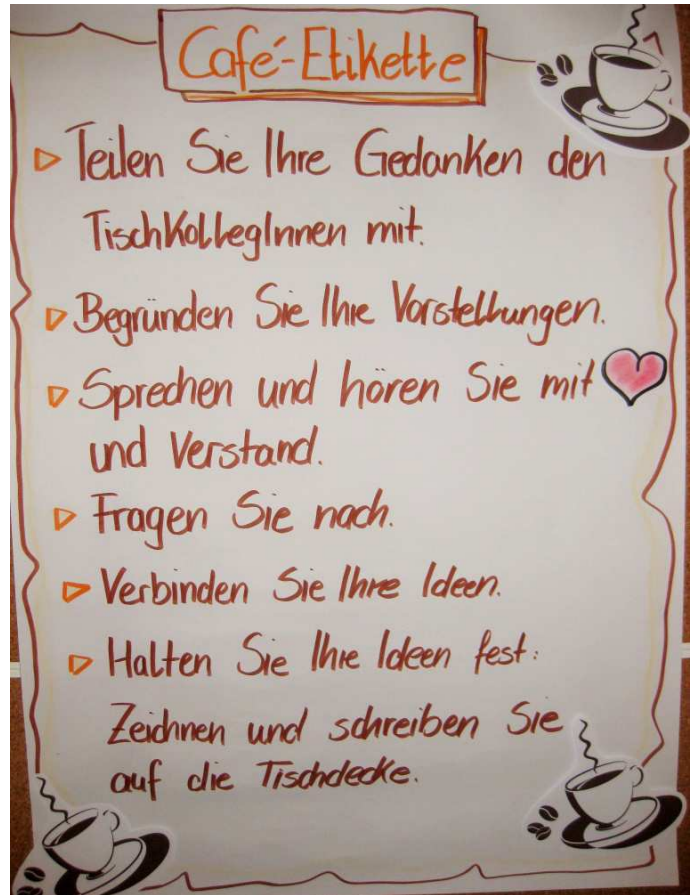 Café-Etikette
Teilen Sie Ihre Gedanken den
TischKollegInnen mit.
Begründen Sie Ihre Vorstellungen.
Sprechen und hören Sie mit
und Verstand.
Fragen Sie nach.
Verbinden Sie Ihre Ideen.
Halten Sie Ihre Ideen fest:
Zeichnen und schreiben Sie
auf die Tischdecke.